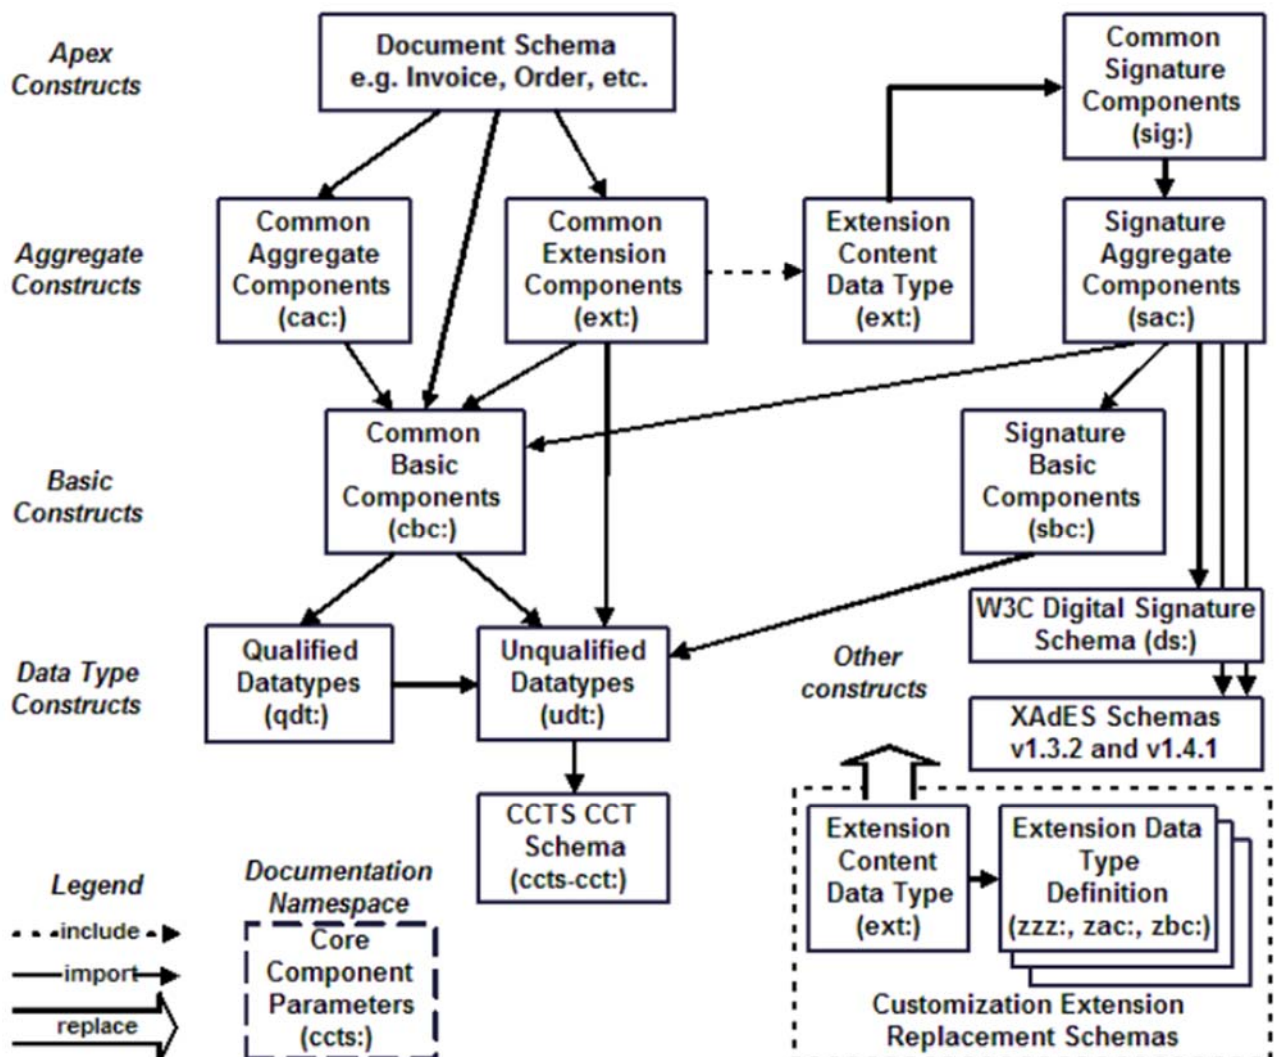 Apex
Constructs
Document Schema
e.g. Invoice, Order, etc.
Common
Signature
Components
(sig:)
Aggregate
Constructs
Common
Aggregate
Components
(cac:)
Common
Extension
Components
(ext:)
Extension
Content
Data Type
(ext:)
Signature
Aggregate
Components
(sac:)
Basic
Constructs
Common
Basic
Components
(cbc:)
Signature
Basic
Components
(sbc:)
W3C Digital Signature
Schema (ds:)
Data Type
Constructs
Qualified
Datatypes
(qdt:)
Unqualified
Datatypes
(udt:)
Other
constructs
XAdES Schemas
v1.3.2 and v1.4.1
CCTS CCT
Schema
(ccts-cct:)
Extension
Content
Data Type
(ext:)
Extension Data
Type
Definition
(zzz:, zac:, zbc:)
Customization Extension
Replacement Schemas
Legend
include
import
replace
Documentation
Namespace
Core
Component
Parameters
(ccts:)